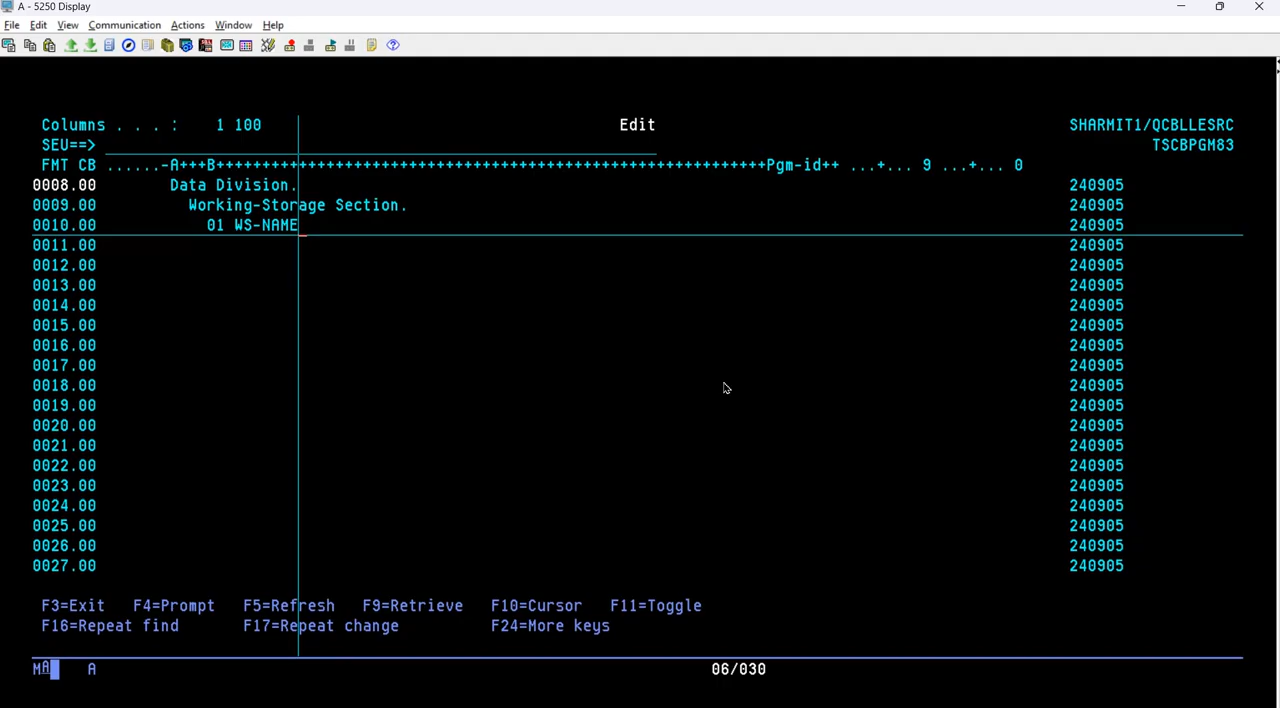 A - 5250 Display
File Edit View Communication Actions Window Help
Columns . . . : 1 100 Edit SHARMIT1/QCBLLESRC
SEU==> TSCBPGM83
FMT CB ......-A+++B++++++++++++++++++++++++++++++++++++++++++++++++++++++++++++Pgm-id++ ...+... 9 ...+... 0
0008.00 Data Division. 240905
0009.00 Working-Storage Section. 240905
0010.00 01 WS-NAME 240905
0011.00 240905
0012.00 240905
0013.00 240905
0014.00 240905
0015.00 240905
0016.00 240905
0017.00 240905
0018.00 240905
0019.00 240905
0020.00 240905
0021.00 240905
0022.00 240905
0023.00 240905
0024.00 240905
0025.00 240905
0026.00 240905
0027.00 240905
F3=Exit F4=Prompt F5=Refresh F9=Retrieve F10=Cursor F11=Toggle
F16=Repeat find F17=Repeat change F24=More keys
A 06/030